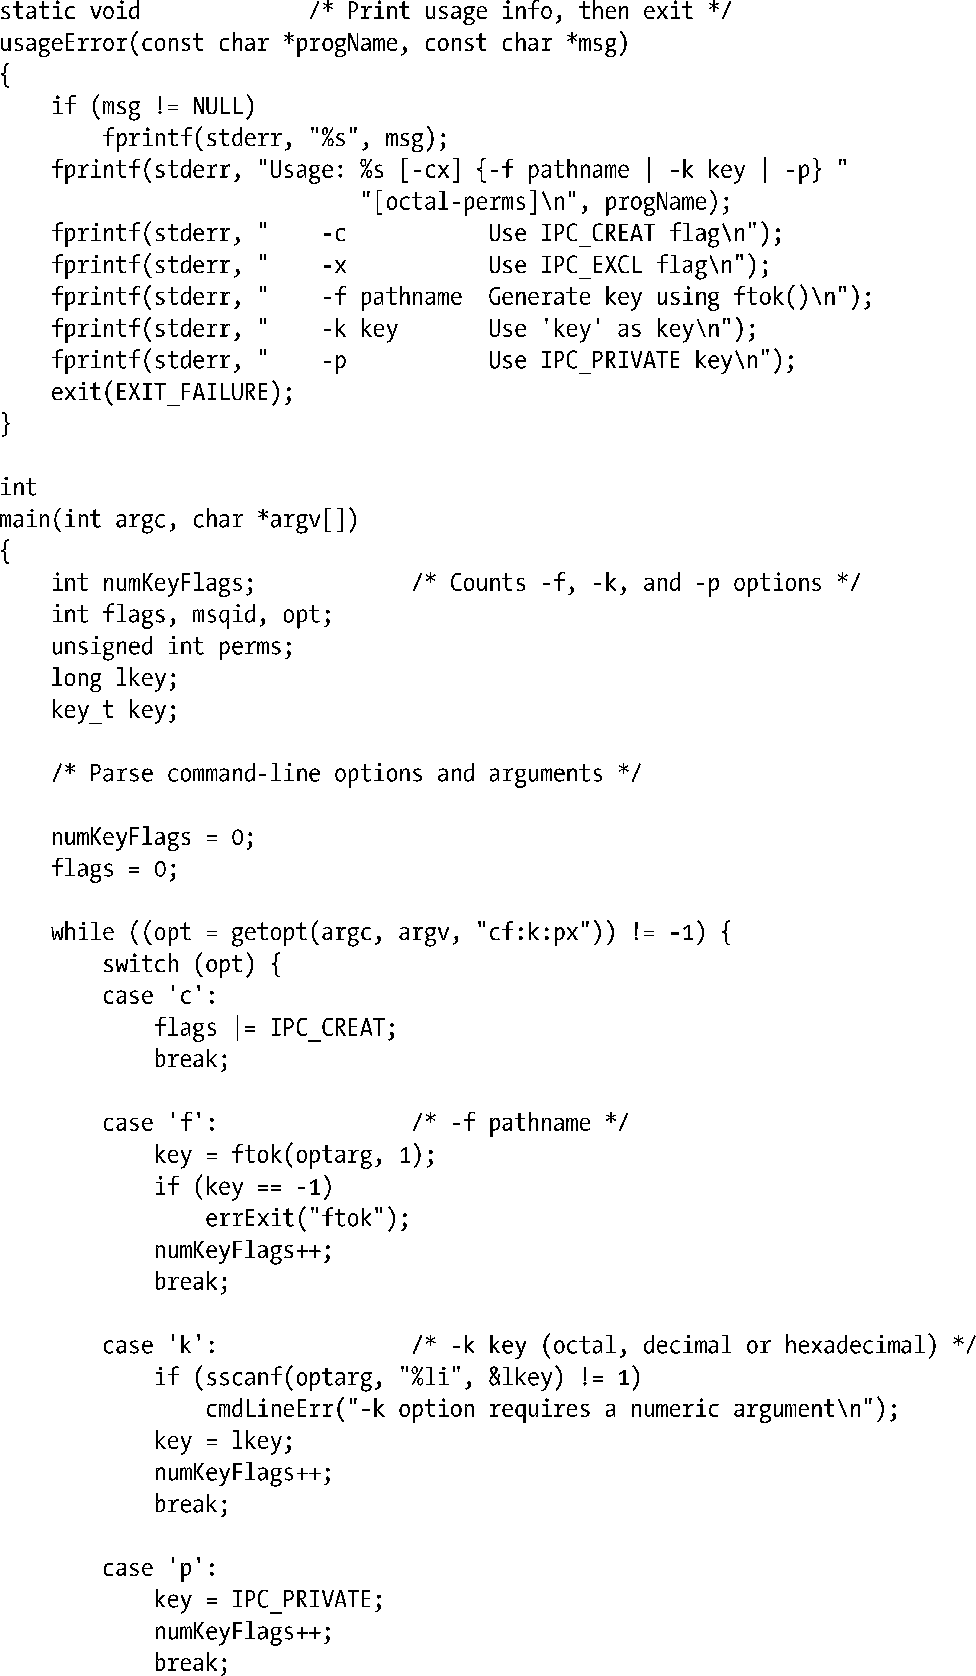 static void             /* Print usage info, then exit */
usageError(const char *progName, const char *msg)
{
    if (msg != NULL)
        fprintf(stderr, "%s", msg);
    fprintf(stderr, "Usage: %s [-cx] {-f pathname | -k key | -p} "
                            "[octal-perms]\n", progName);
    fprintf(stderr, "    -c           Use IPC_CREAT flag\n");
    fprintf(stderr, "    -x           Use IPC_EXCL flag\n");
    fprintf(stderr, "    -f pathname  Generate key using ftok()\n");
    fprintf(stderr, "    -k key       Use 'key' as key\n");
    fprintf(stderr, "    -p           Use IPC_PRIVATE key\n");
    exit(EXIT_FAILURE);
}

int
main(int argc, char *argv[])
{
    int numKeyFlags;            /* Counts -f, -k, and -p options */
    int flags, msqid, opt;
    unsigned int perms;
    long lkey;
    key_t key;

    /* Parse command-line options and arguments */

    numKeyFlags = 0;
    flags = 0;

    while ((opt = getopt(argc, argv, "cf:k:px")) != -1) {
        switch (opt) {
        case 'c':
            flags |= IPC_CREAT;
            break;

        case 'f':               /* -f pathname */
            key = ftok(optarg, 1);
            if (key == -1)
                errExit("ftok");
            numKeyFlags++;
            break;

        case 'k':               /* -k key (octal, decimal or hexadecimal) */
            if (sscanf(optarg, "%li", &lkey) != 1)
                cmdLineErr("-k option requires a numeric argument\n");
            key = lkey;
            numKeyFlags++;
            break;

        case 'p':
            key = IPC_PRIVATE;
            numKeyFlags++;
            break;